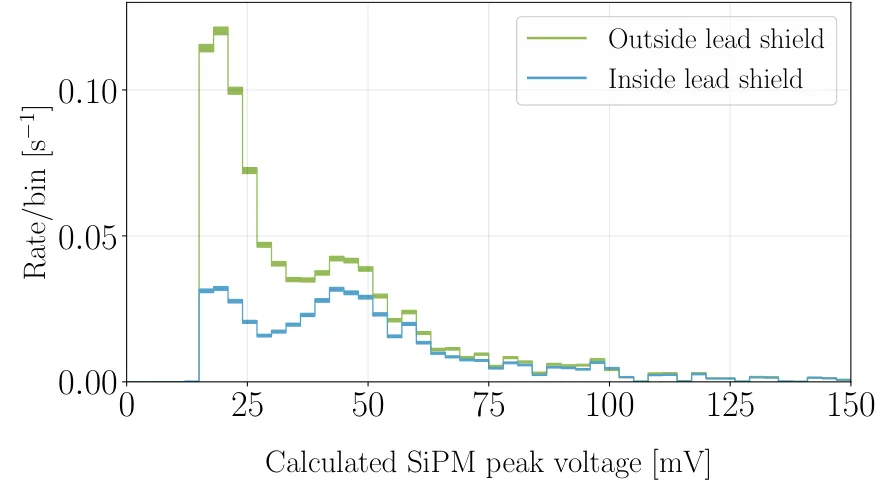 Outside lead shield
Inside lead shield
0.10
0.05
0.00
Rate/bin [s⁻¹]
0 25 50 75 100 125 150
Calculated SiPM peak voltage [mV]